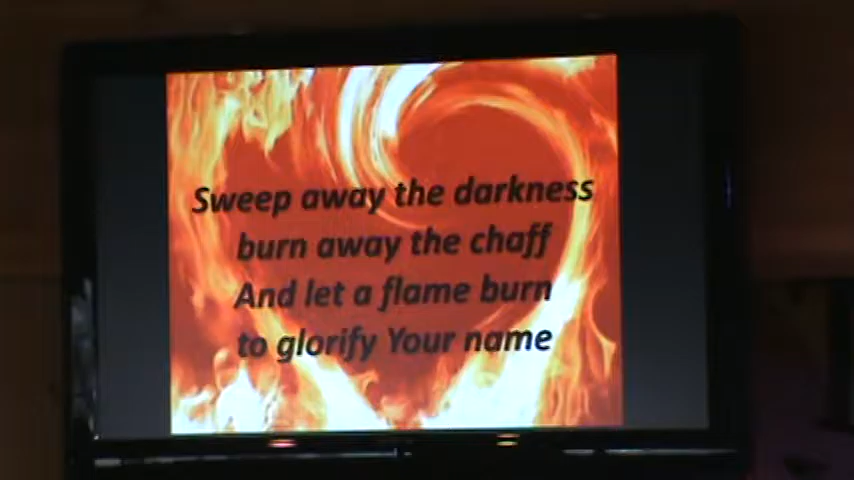 Sweep away the darkness
burn away the chaff
And let a flame burn
to glorify Your name